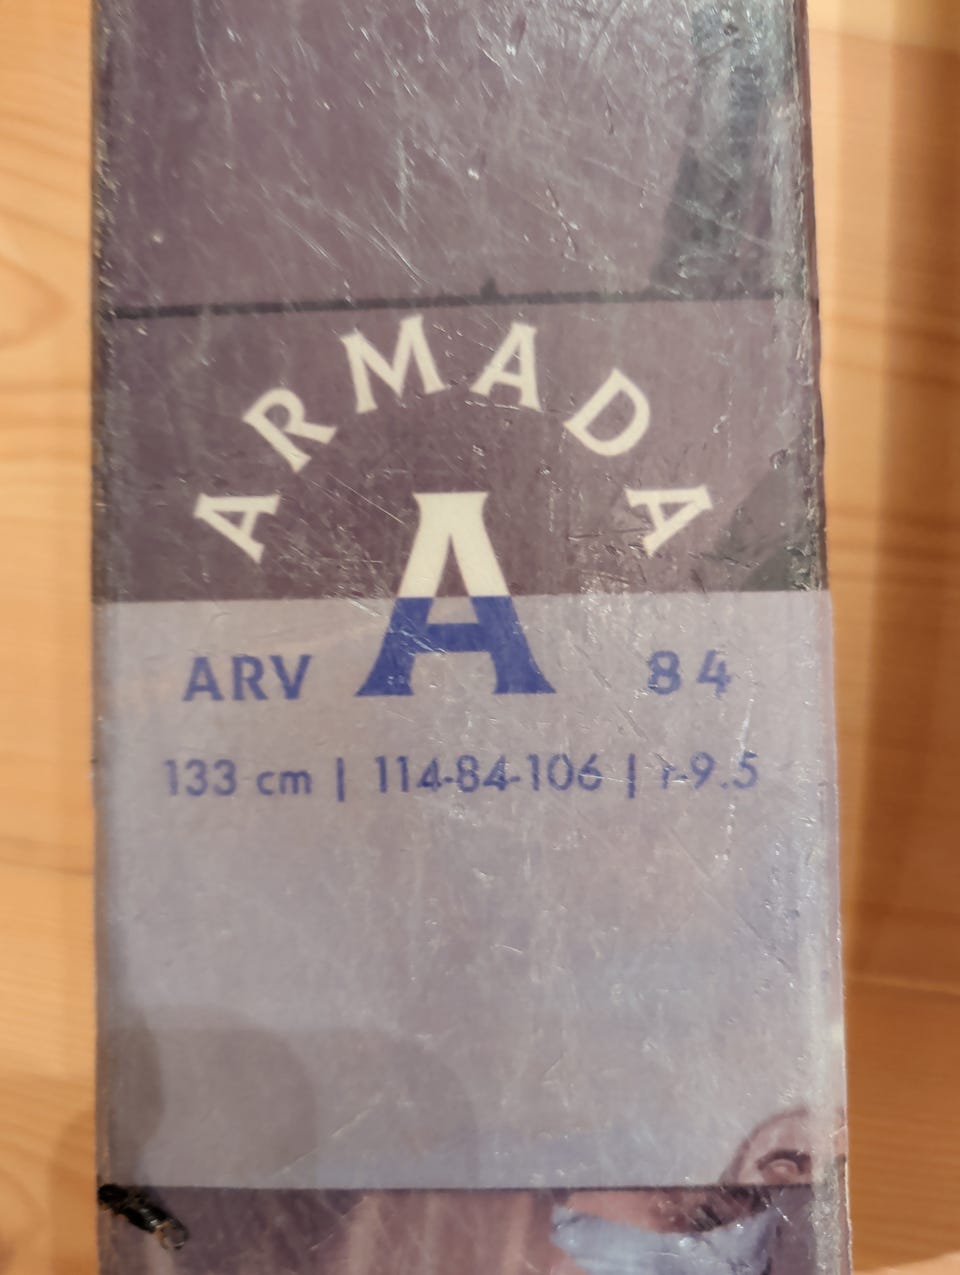 ARMADA
A
ARV 84
133 cm | 114-84-106 | r-9.5